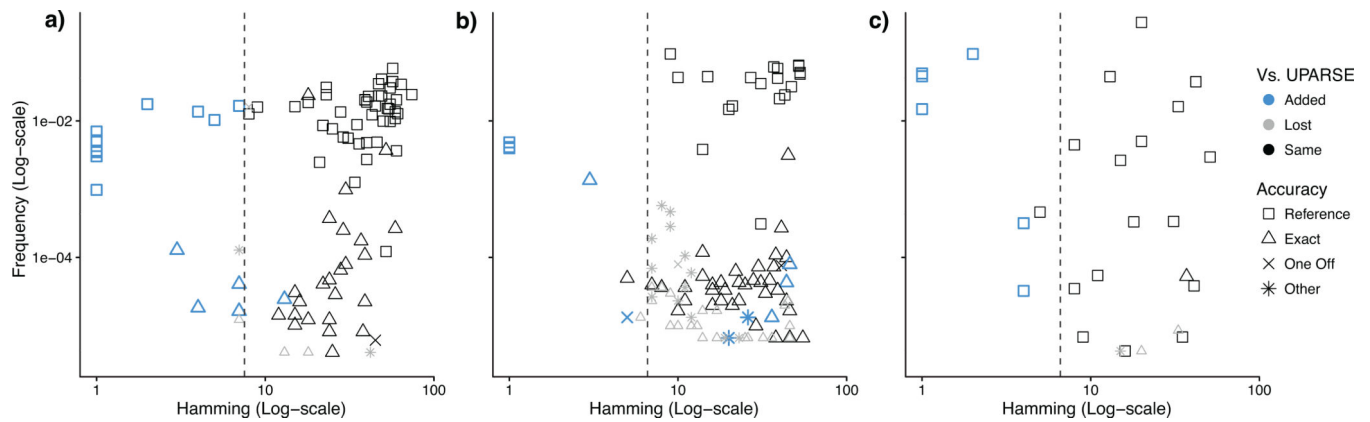 a)
b)
c)
Frequency (Log−scale)
1e−02
1e−04
1
10
100
Hamming (Log−scale)
1
10
100
Hamming (Log−scale)
1
10
100
Hamming (Log−scale)
Vs. UPARSE
Added
Lost
Same
Accuracy
Reference
Exact
One Off
Other